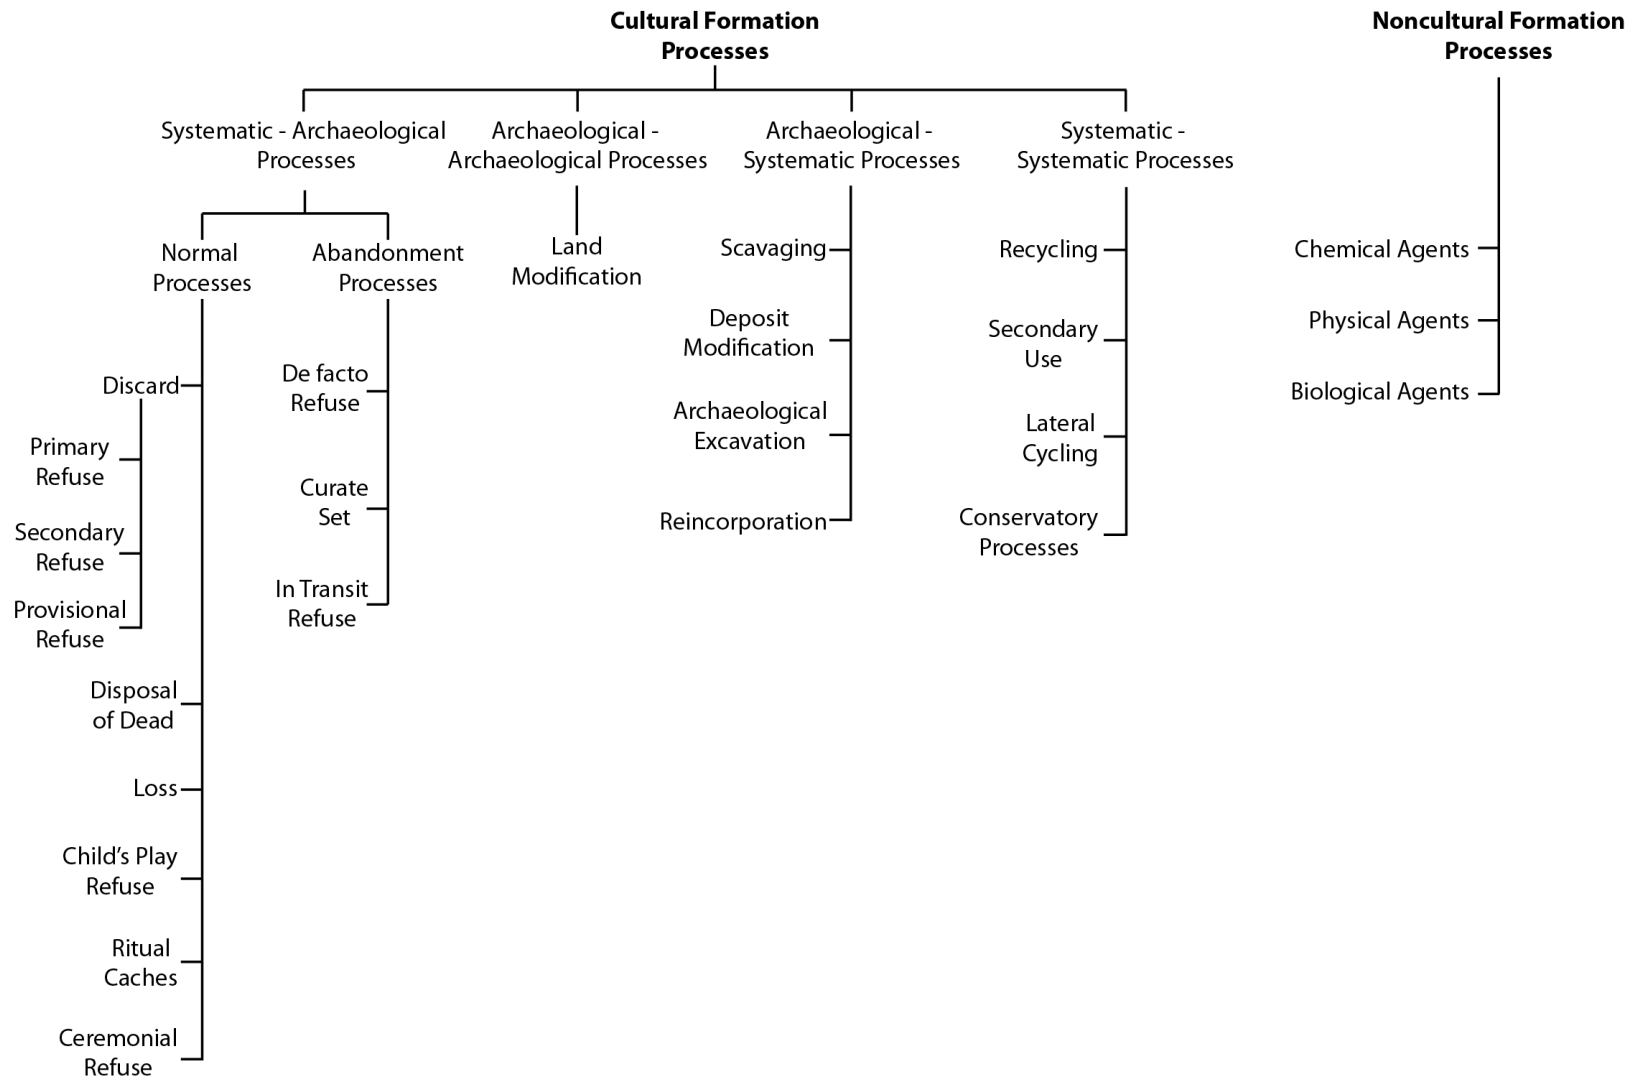 Cultural Formation
Processes
Noncultural Formation
Processes
Systematic - Archaeological
Processes
Archaeological -
Archaeological Processes
Archaeological -
Systematic Processes
Systematic -
Systematic Processes
Normal
Processes
Abandonment
Processes
Discard
Primary
Refuse
Secondary
Refuse
Provisional
Refuse
Disposal
of Dead
Loss
Child’s Play
Refuse
Ritual
Caches
Ceremonial
Refuse
De facto
Refuse
Curate
Set
In Transit
Refuse
Land
Modification
Scavaging
Deposit
Modification
Archaeological
Excavation
Reincorporation
Recycling
Secondary
Use
Lateral
Cycling
Conservatory
Processes
Chemical Agents
Physical Agents
Biological Agents